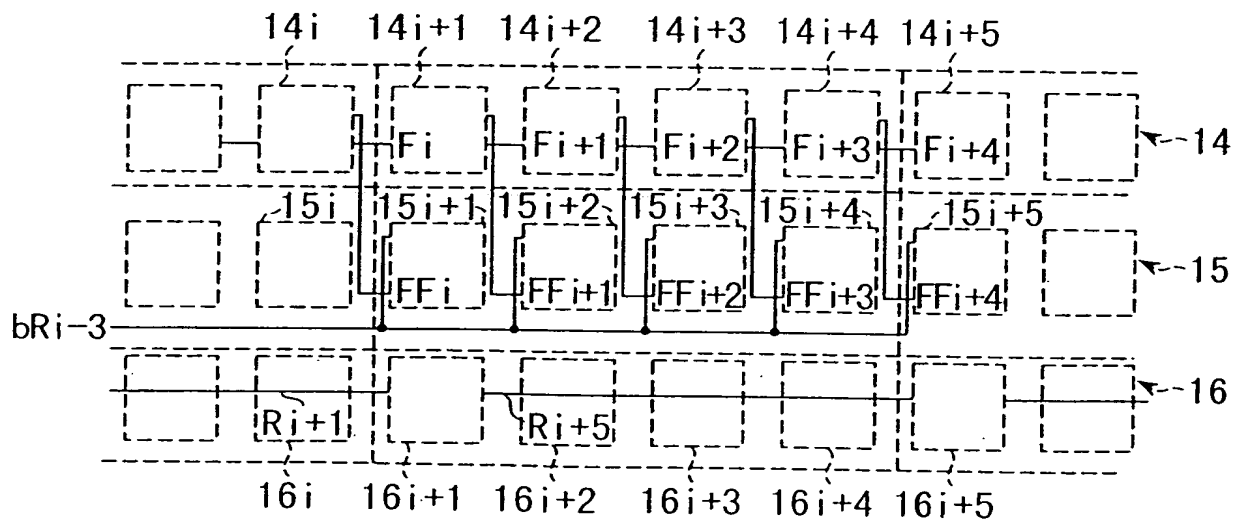 14i 14i+1 14i+2 14i+3 14i+4 14i+5
Fi Fi+1 Fi+2 Fi+3 Fi+4 14
15i 15i+1 15i+2 15i+3 15i+4 15i+5
15
FFi FFi+1 FFi+2 FFi+3 FFi+4
bRi-3
16
Ri+1 Ri+5
16i 16i+1 16i+2 16i+3 16i+4 16i+5